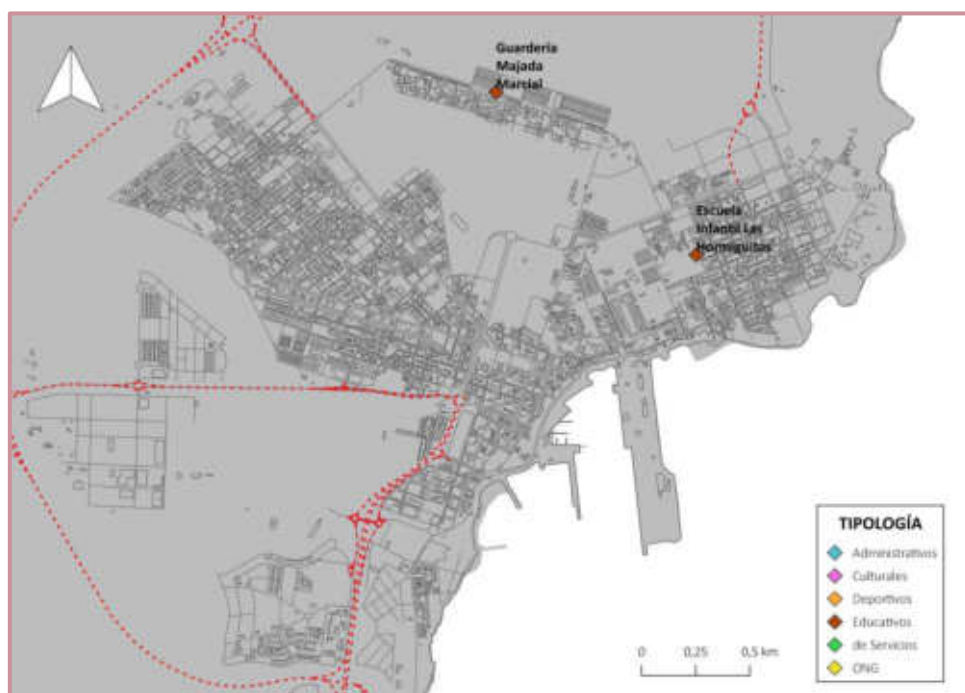 Guardería
Majada
Marcial
Escuela
Infantil Las
Hormiguitas
TIPOLOGÍA
Administrativos
Culturales
Deportivos
Educativos
de Servicios
ONG
0 0,25 0,5 km